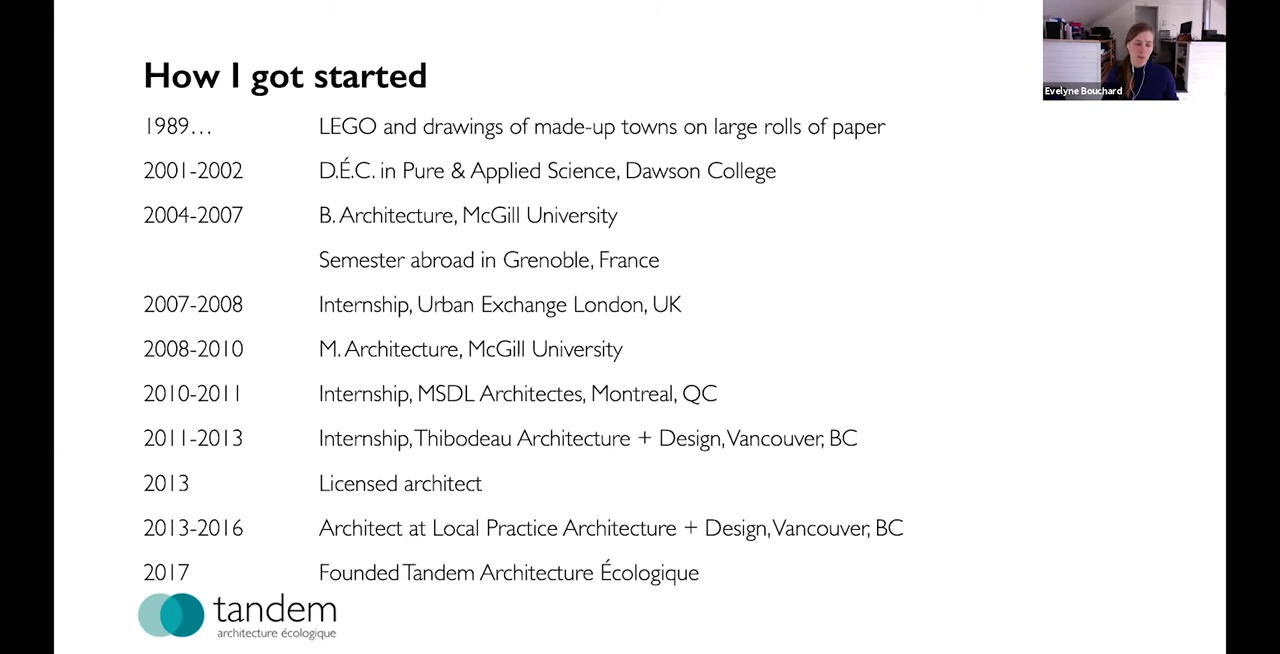 How I got started
Evelyne Bouchard
1989... LEGO and drawings of made-up towns on large rolls of paper
2001-2002 D.É.C. in Pure & Applied Science, Dawson College
2004-2007 B. Architecture, McGill University
Semester abroad in Grenoble, France
2007-2008 Internship, Urban Exchange London, UK
2008-2010 M. Architecture, McGill University
2010-2011 Internship, MSDL Architectes, Montreal, QC
2011-2013 Internship, Thibodeau Architecture + Design, Vancouver, BC
2013 Licensed architect
2013-2016 Architect at Local Practice Architecture + Design, Vancouver, BC
2017 Founded Tandem Architecture Écologique
tandem
architecture écologique